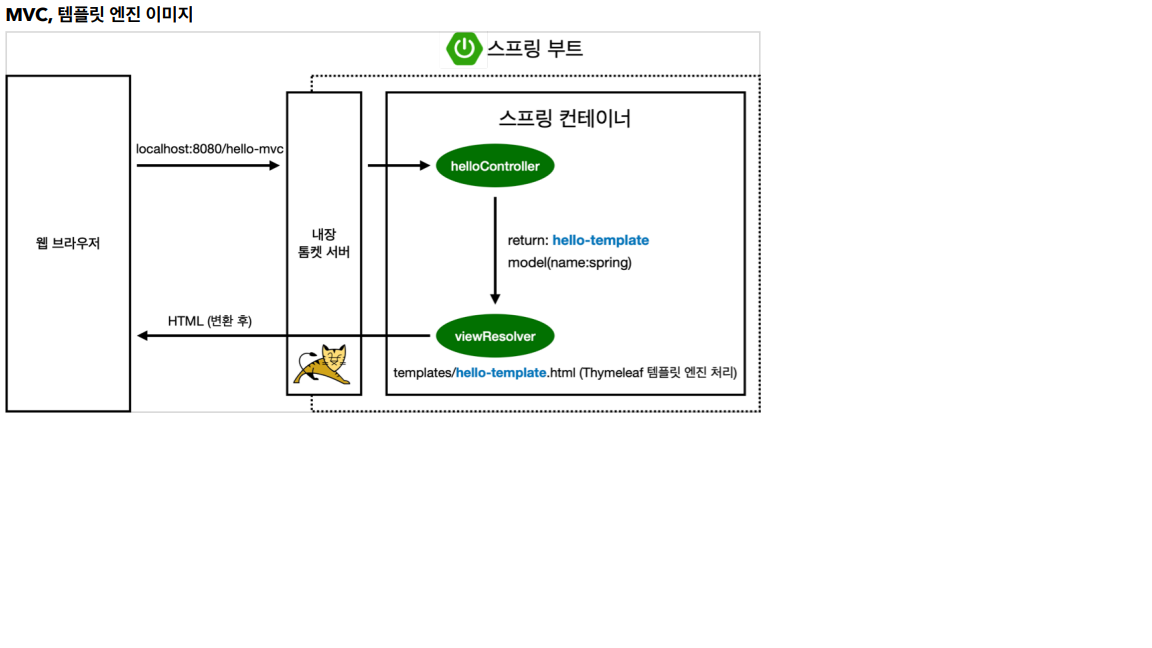 MVC, 템플릿 엔진 이미지
스프링 부트
스프링 컨테이너
localhost:8080/hello-mvc
helloController
웹 브라우저
내장
톰켓 서버
return: hello-template
model(name:spring)
HTML (변환 후)
viewResolver
templates/hello-template.html (Thymeleaf 템플릿 엔진 처리)